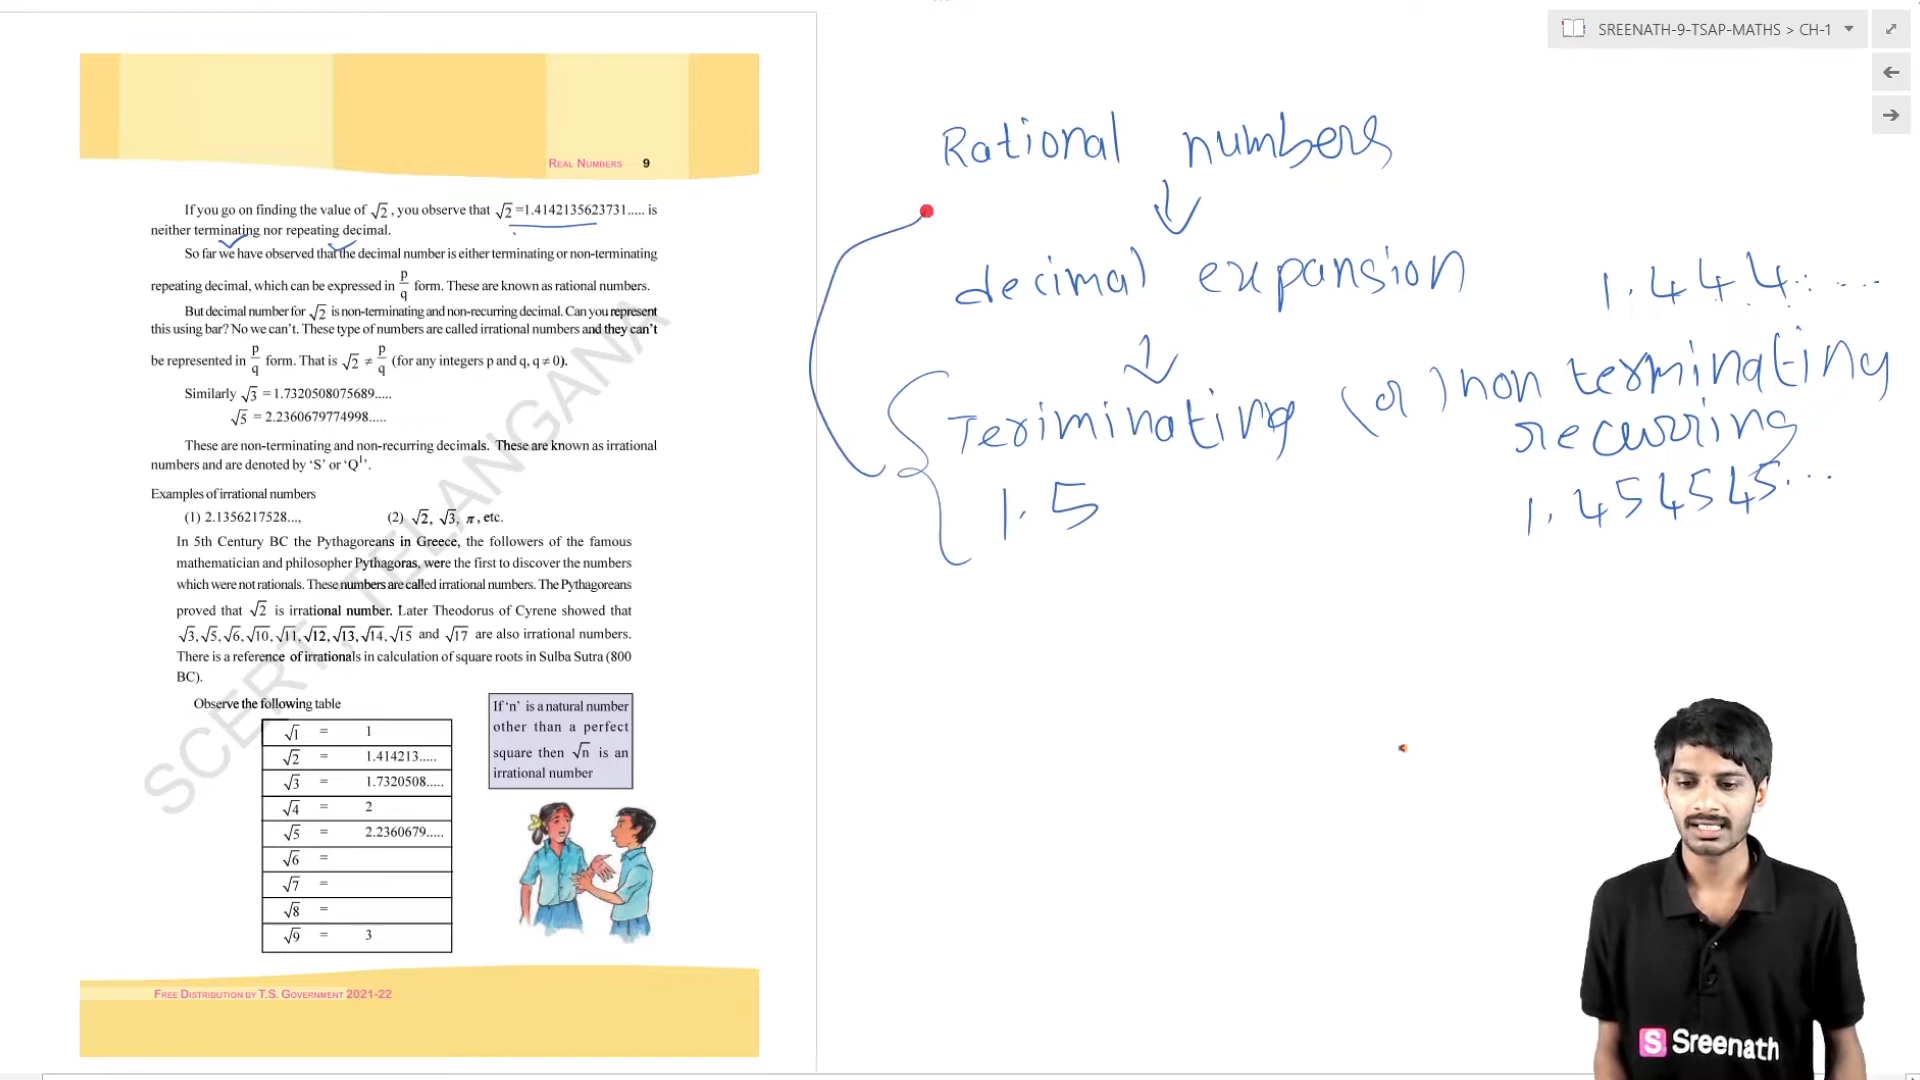 SREENATH-9-TSAP-MATHS > CH-1
REAL NUMBERS 9
If you go on finding the value of √2, you observe that √2 =1.4142135623731..... is
neither terminating nor repeating decimal.
So far we have observed that the decimal number is either terminating or non-terminating
repeating decimal, which can be expressed in p/q form. These are known as rational numbers.
But decimal number for √2 is non-terminating and non-recurring decimal. Can you represent
this using bar? No we can't. These type of numbers are called irrational numbers and they can't
be represented in p/q form. That is √2 ≠ p/q (for any integers p and q, q ≠ 0).
Similarly √3 = 1.7320508075689.....
√5 = 2.2360679774998.....
These are non-terminating and non-recurring decimals. These are known as irrational
numbers and are denoted by 'S' or 'Q¹'.
Examples of irrational numbers
(1) 2.1356217528..., (2) √2, √3, π, etc.
In 5th Century BC the Pythagoreans in Greece, the followers of the famous
mathematician and philosopher Pythagoras, were the first to discover the numbers
which were not rationals. These numbers are called irrational numbers. The Pythagoreans
proved that √2 is irrational number. Later Theodorus of Cyrene showed that
√3, √5, √6, √10, √11, √12, √13, √14, √15 and √17 are also irrational numbers.
There is a reference of irrationals in calculation of square roots in Sulba Sutra (800
BC).
Observe the following table
√1 = 1
√2 = 1.414213.....
√3 = 1.7320508.....
√4 = 2
√5 = 2.2360679.....
√6 =
√7 =
√8 =
√9 = 3
If 'n' is a natural number
other than a perfect
square then √n is an
irrational number
SCERT, TELANGANA
FREE DISTRIBUTION BY T.S. GOVERNMENT 2021-22
Rational numbers
decimal expansion
1.444.....
Teriminating (or) non terminating
recurring
1.5
1.454545...
S Sreenath